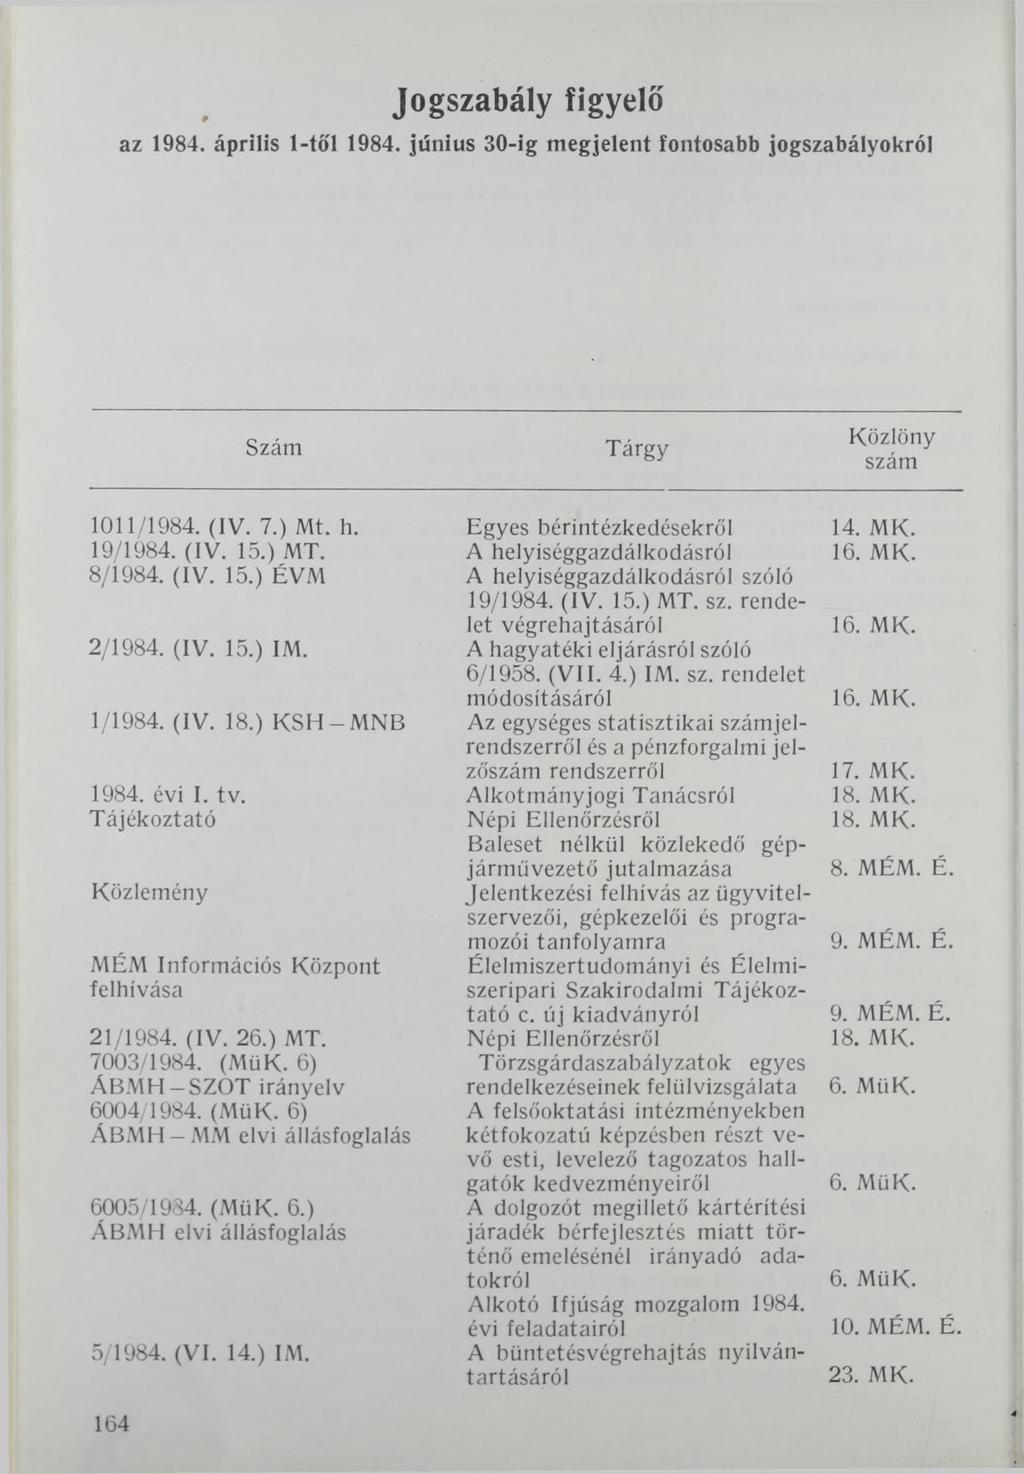 Jogszabály figyelő
az 1984. április 1-től 1984. június 30-ig megjelent fontosabb jogszabályokról
Szám Tárgy Közlöny szám
1011/1984. (IV. 7.) Mt. h. Egyes bérintézkedésekről 14. MK.
19/1984. (IV. 15.) MT. A helyiséggazdálkodásról 16. MK.
8/1984. (IV. 15.) ÉVM A helyiséggazdálkodásról szóló
19/1984. (IV. 15.) MT. sz. rende-
let végrehajtásáról 16. MK.
2/1984. (IV. 15.) IM. A hagyatéki eljárásról szóló
6/1958. (VII. 4.) IM. sz. rendelet
módosításáról 16. MK.
1/1984. (IV. 18.) KSH – MNB Az egységes statisztikai számjel-
rendszerről és a pénzforgalmi jel-
zőszám rendszerről 17. MK.
1984. évi I. tv. Alkotmányjogi Tanácsról 18. MK.
Tájékoztató Népi Ellenőrzésről 18. MK.
Baleset nélkül közlekedő gép-
járművezető jutalmazása 8. MÉM. É.
Közlemény Jelentkezési felhívás az ügyvitel-
szervezői, gépkezelői és progra-
mozói tanfolyamra 9. MÉM. É.
MÉM Információs Központ Élelmiszertudományi és Élelmi-
felhívása szeripari Szakirodalmi Tájékoz-
tató c. új kiadványról 9. MÉM. É.
21/1984. (IV. 26.) MT. Népi Ellenőrzésről 18. MK.
7003/1984. (MüK. 6) Törzsgárdaszabályzatok egyes
ÁBMH – SZOT irányelv rendelkezéseinek felülvizsgálata 6. MüK.
6004/1984. (MüK. 6) A felsőoktatási intézményekben
ÁBMH – MM elvi állásfoglalás kétfokozatú képzésben részt ve-
vő esti, levelező tagozatos hall-
gatók kedvezményeiről 6. MüK.
6005/1984. (MüK. 6.) A dolgozót megillető kártérítési
ÁBMH elvi állásfoglalás járadék bérfejlesztés miatt tör-
ténő emelésénél irányadó ada-
tokról 6. MüK.
Alkotó Ifjúság mozgalom 1984.
évi feladatairól 10. MÉM. É.
5/1984. (VI. 14.) IM. A büntetésvégrehajtás nyilván-
tartásáról 23. MK.
164